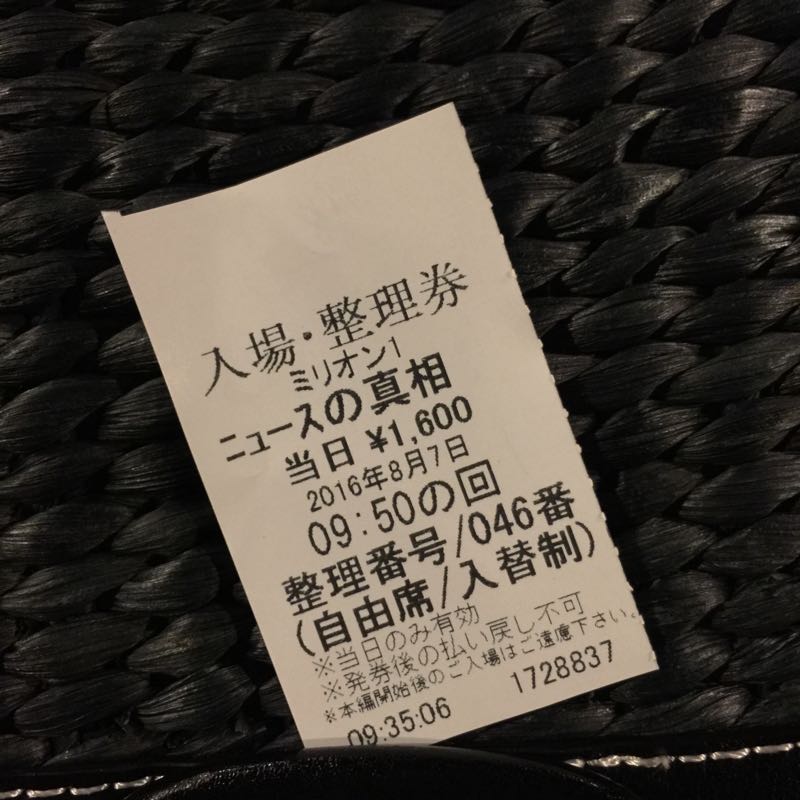 入場・整理券
ミリオン1
ニュースの真相
当日 ¥1,600
2016年8月7日
09:50の回
整理番号/046番
(自由席/入替制)
※当日のみ有効
※発券後の払い戻し不可
※本編開始後のご入場はご遠慮下さい。
09:35:06 1728837